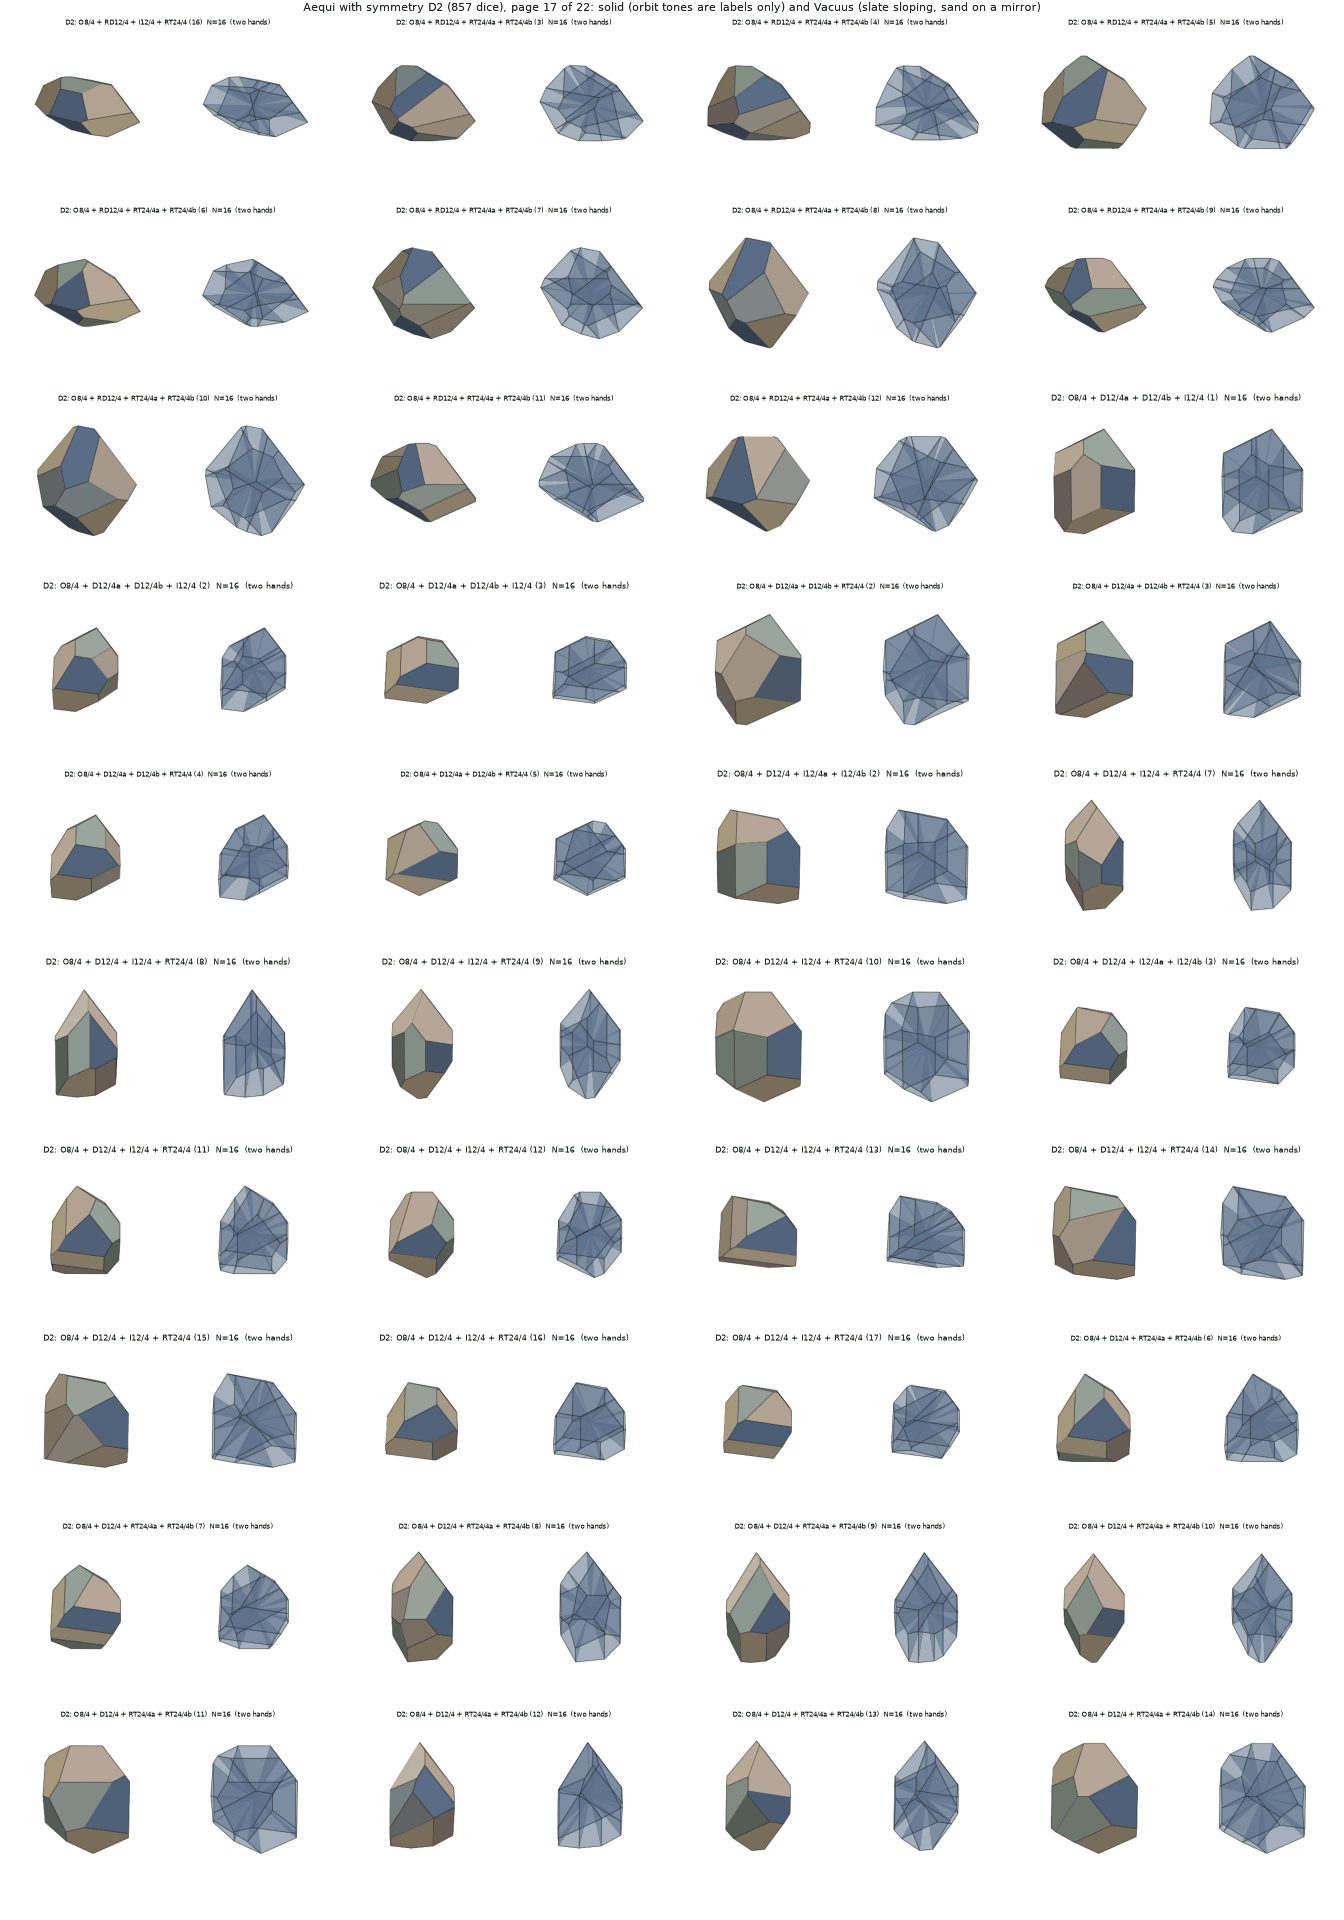 Aequi with symmetry D2 (857 dice), page 17 of 22: solid (orbit tones are labels only) and Vacuus (slate sloping, sand on a mirror)
D2: O8/4 + RD12/4 + I12/4 + RT24/4 (16)  N=16  (two hands)
D2: O8/4 + RD12/4 + RT24/4a + RT24/4b (3)  N=16  (two hands)
D2: O8/4 + RD12/4 + RT24/4a + RT24/4b (4)  N=16  (two hands)
D2: O8/4 + RD12/4 + RT24/4a + RT24/4b (5)  N=16  (two hands)
D2: O8/4 + RD12/4 + RT24/4a + RT24/4b (6)  N=16  (two hands)
D2: O8/4 + RD12/4 + RT24/4a + RT24/4b (7)  N=16  (two hands)
D2: O8/4 + RD12/4 + RT24/4a + RT24/4b (8)  N=16  (two hands)
D2: O8/4 + RD12/4 + RT24/4a + RT24/4b (9)  N=16  (two hands)
D2: O8/4 + RD12/4 + RT24/4a + RT24/4b (10)  N=16  (two hands)
D2: O8/4 + RD12/4 + RT24/4a + RT24/4b (11)  N=16  (two hands)
D2: O8/4 + RD12/4 + RT24/4a + RT24/4b (12)  N=16  (two hands)
D2: O8/4 + D12/4a + D12/4b + I12/4 (1)  N=16  (two hands)
D2: O8/4 + D12/4a + D12/4b + I12/4 (2)  N=16  (two hands)
D2: O8/4 + D12/4a + D12/4b + I12/4 (3)  N=16  (two hands)
D2: O8/4 + D12/4a + D12/4b + RT24/4 (2)  N=16  (two hands)
D2: O8/4 + D12/4a + D12/4b + RT24/4 (3)  N=16  (two hands)
D2: O8/4 + D12/4a + D12/4b + RT24/4 (4)  N=16  (two hands)
D2: O8/4 + D12/4a + D12/4b + RT24/4 (5)  N=16  (two hands)
D2: O8/4 + D12/4 + I12/4a + I12/4b (2)  N=16  (two hands)
D2: O8/4 + D12/4 + I12/4 + RT24/4 (7)  N=16  (two hands)
D2: O8/4 + D12/4 + I12/4 + RT24/4 (8)  N=16  (two hands)
D2: O8/4 + D12/4 + I12/4 + RT24/4 (9)  N=16  (two hands)
D2: O8/4 + D12/4 + I12/4 + RT24/4 (10)  N=16  (two hands)
D2: O8/4 + D12/4 + I12/4a + I12/4b (3)  N=16  (two hands)
D2: O8/4 + D12/4 + I12/4 + RT24/4 (11)  N=16  (two hands)
D2: O8/4 + D12/4 + I12/4 + RT24/4 (12)  N=16  (two hands)
D2: O8/4 + D12/4 + I12/4 + RT24/4 (13)  N=16  (two hands)
D2: O8/4 + D12/4 + I12/4 + RT24/4 (14)  N=16  (two hands)
D2: O8/4 + D12/4 + I12/4 + RT24/4 (15)  N=16  (two hands)
D2: O8/4 + D12/4 + I12/4 + RT24/4 (16)  N=16  (two hands)
D2: O8/4 + D12/4 + I12/4 + RT24/4 (17)  N=16  (two hands)
D2: O8/4 + D12/4 + RT24/4a + RT24/4b (6)  N=16  (two hands)
D2: O8/4 + D12/4 + RT24/4a + RT24/4b (7)  N=16  (two hands)
D2: O8/4 + D12/4 + RT24/4a + RT24/4b (8)  N=16  (two hands)
D2: O8/4 + D12/4 + RT24/4a + RT24/4b (9)  N=16  (two hands)
D2: O8/4 + D12/4 + RT24/4a + RT24/4b (10)  N=16  (two hands)
D2: O8/4 + D12/4 + RT24/4a + RT24/4b (11)  N=16  (two hands)
D2: O8/4 + D12/4 + RT24/4a + RT24/4b (12)  N=16  (two hands)
D2: O8/4 + D12/4 + RT24/4a + RT24/4b (13)  N=16  (two hands)
D2: O8/4 + D12/4 + RT24/4a + RT24/4b (14)  N=16  (two hands)